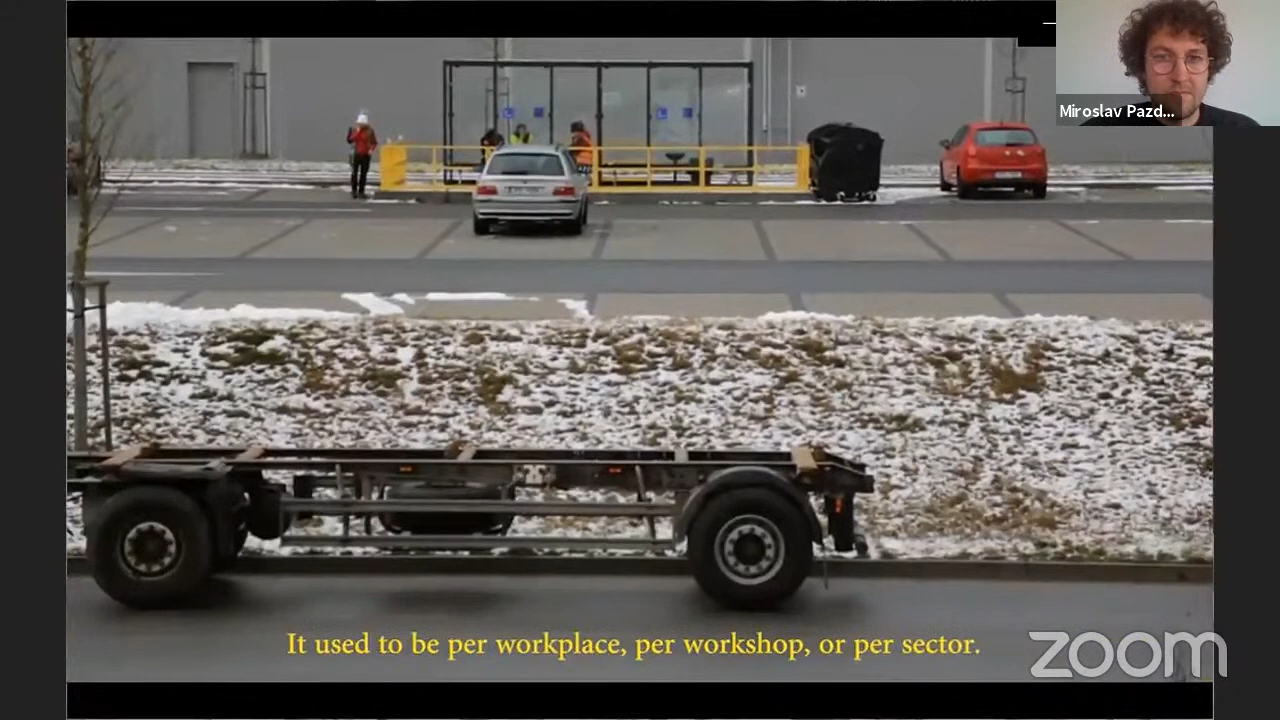 Miroslav Pazd...
It used to be per workplace, per workshop, or per sector.
zoom